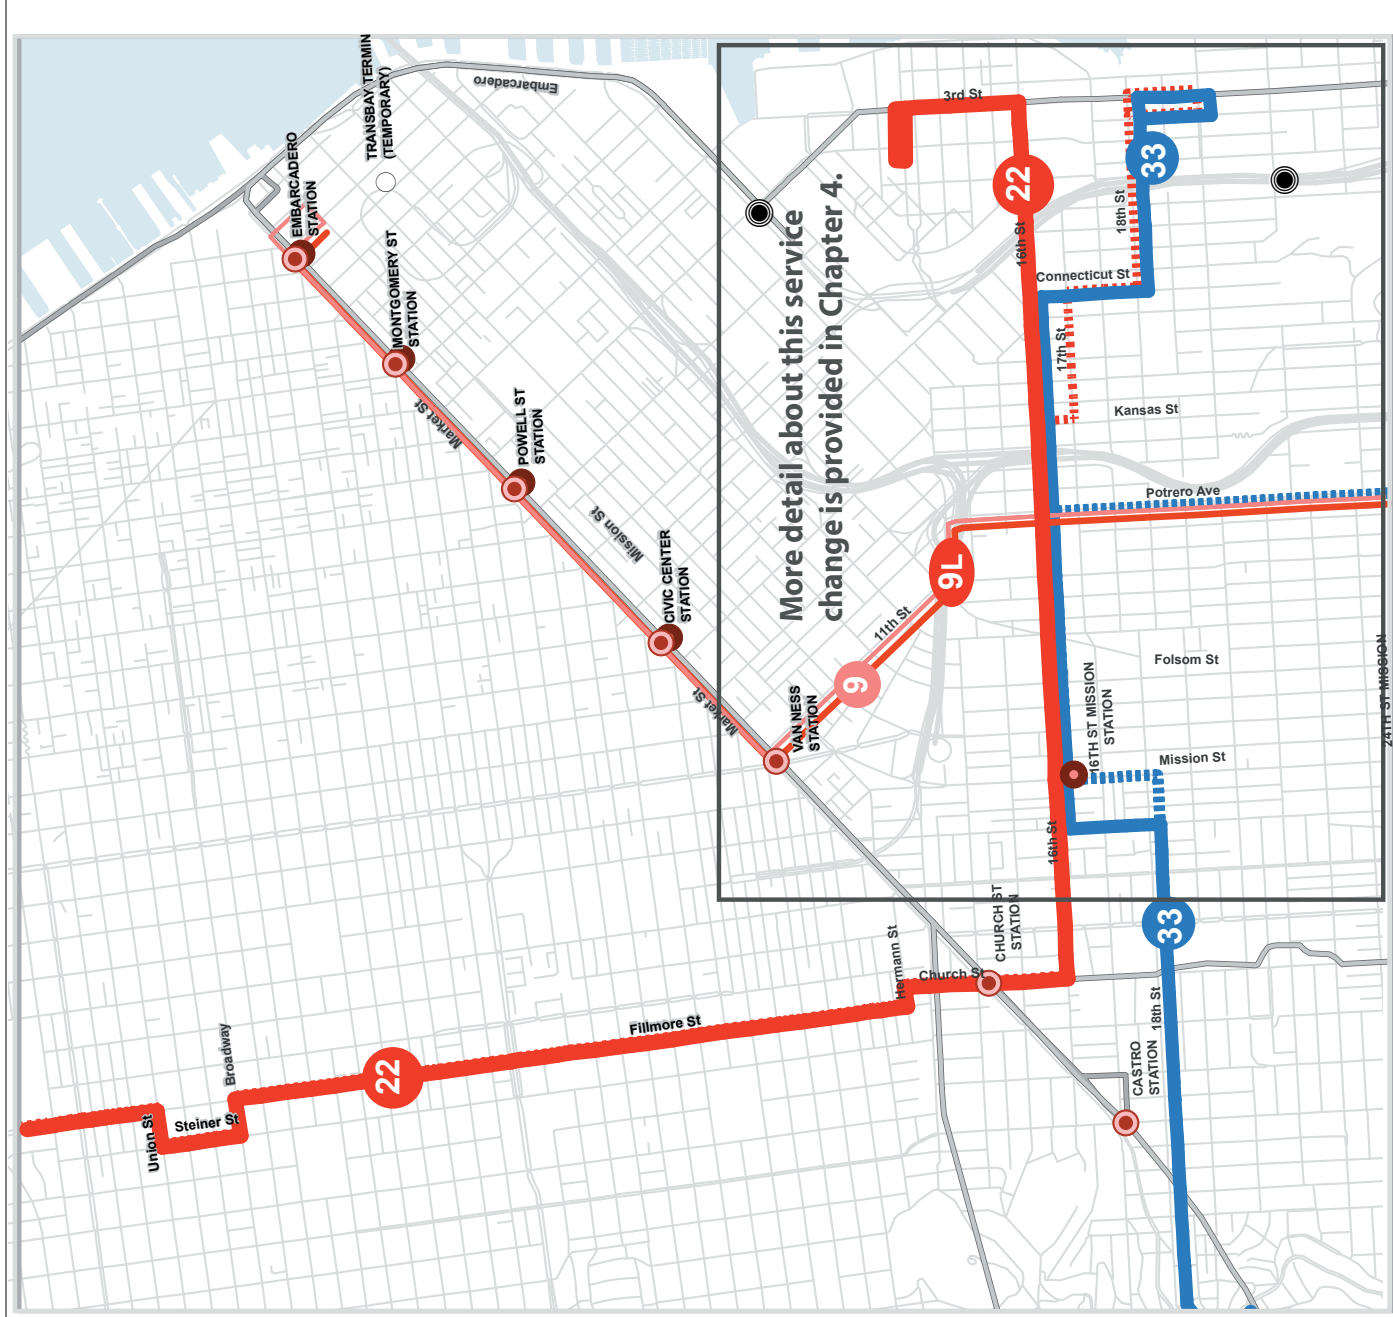 TRANSBAY TERMIN
(TEMPORARY)
Embarcadero
EMBARCADERO
STATION
MONTGOMERY ST
STATION
Market St
POWELL ST
STATION
Mission St
CIVIC CENTER
STATION
Market St
VAN NESS
STATION
More detail about this service
change is provided in Chapter 4.
3rd St
22
33
16th St
18th St
Connecticut St
17th St
Kansas St
Potrero Ave
9L
11th St
9
Folsom St
16TH ST MISSION
STATION
Mission St
24TH ST MISSION
16th St
33
CHURCH ST
STATION
Hermann St
Church St
18th St
CASTRO
STATION
Fillmore St
22
Broadway
Steiner St
Union St